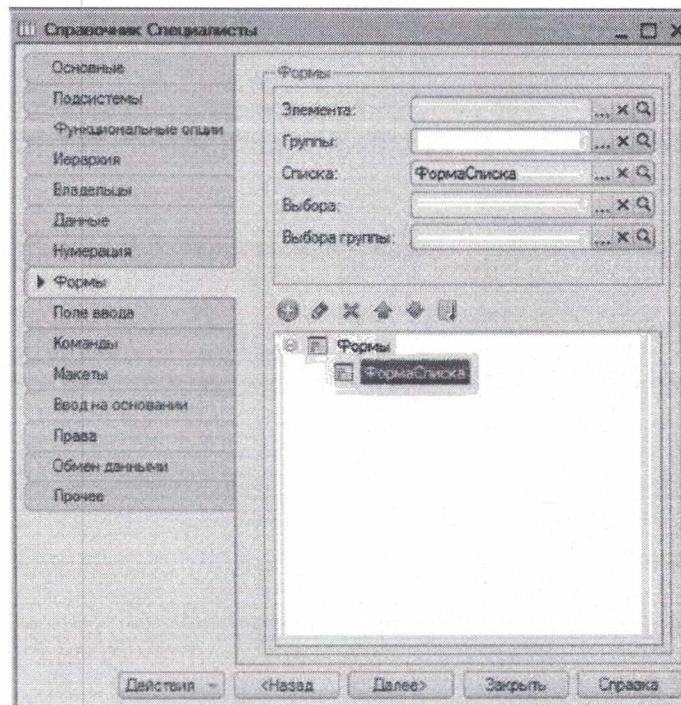 Справочник Специалисты
Основные
Подсистемы
Функциональные опции
Иерархия
Владельцы
Данные
Нумерация
Формы
Поле ввода
Команды
Макеты
Ввод на основании
Права
Обмен данными
Прочее
Формы
Элемента:
Группы:
Списка: ФормаСписка
Выбора:
Выбора группы:
Формы
ФормаСписка
Действия
<Назад
Далее>
Закрыть
Справка